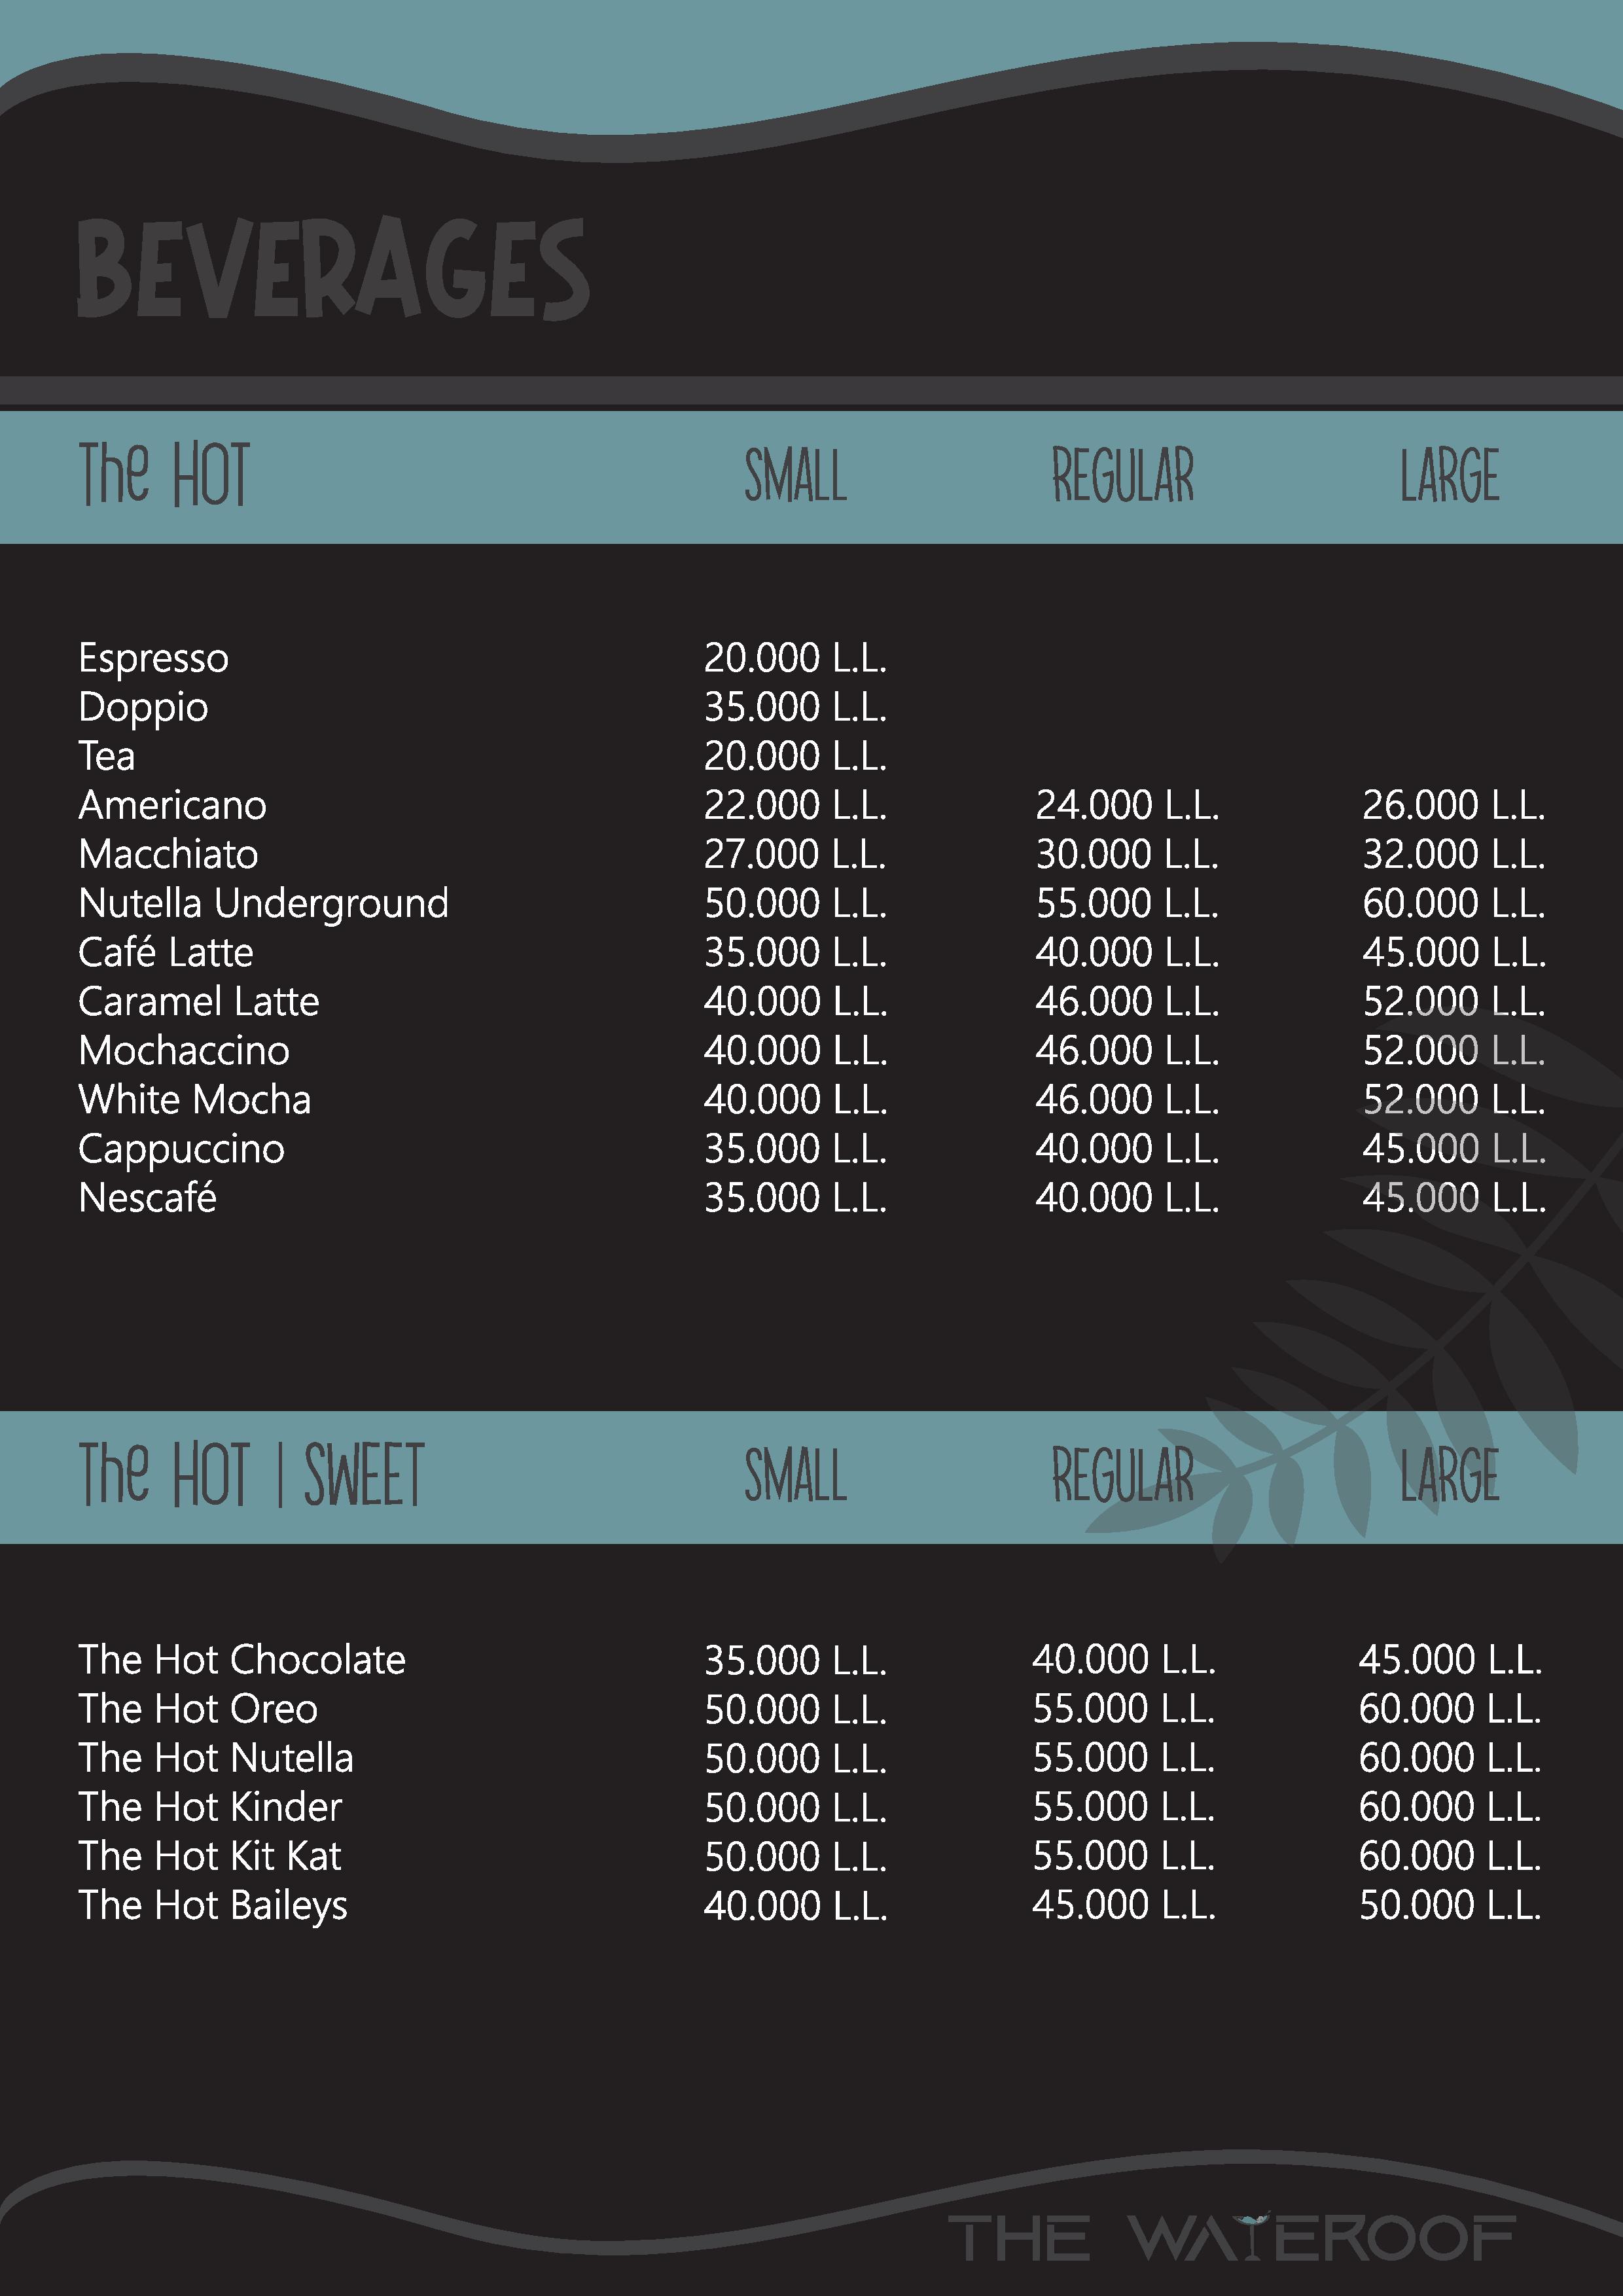 BEVERAGES
The HOT SMALL REGULAR LARGE
Espresso 20.000 L.L.
Doppio 35.000 L.L.
Tea 20.000 L.L.
Americano 22.000 L.L. 24.000 L.L. 26.000 L.L.
Macchiato 27.000 L.L. 30.000 L.L. 32.000 L.L.
Nutella Underground 50.000 L.L. 55.000 L.L. 60.000 L.L.
Café Latte 35.000 L.L. 40.000 L.L. 45.000 L.L.
Caramel Latte 40.000 L.L. 46.000 L.L. 52.000 L.L.
Mochaccino 40.000 L.L. 46.000 L.L. 52.000 L.L.
White Mocha 40.000 L.L. 46.000 L.L. 52.000 L.L.
Cappuccino 35.000 L.L. 40.000 L.L. 45.000 L.L.
Nescafé 35.000 L.L. 40.000 L.L. 45.000 L.L.
The HOT | SWEET SMALL REGULAR LARGE
The Hot Chocolate 35.000 L.L. 40.000 L.L. 45.000 L.L.
The Hot Oreo 50.000 L.L. 55.000 L.L. 60.000 L.L.
The Hot Nutella 50.000 L.L. 55.000 L.L. 60.000 L.L.
The Hot Kinder 50.000 L.L. 55.000 L.L. 60.000 L.L.
The Hot Kit Kat 50.000 L.L. 55.000 L.L. 60.000 L.L.
The Hot Baileys 40.000 L.L. 45.000 L.L. 50.000 L.L.
THE WATEROOF